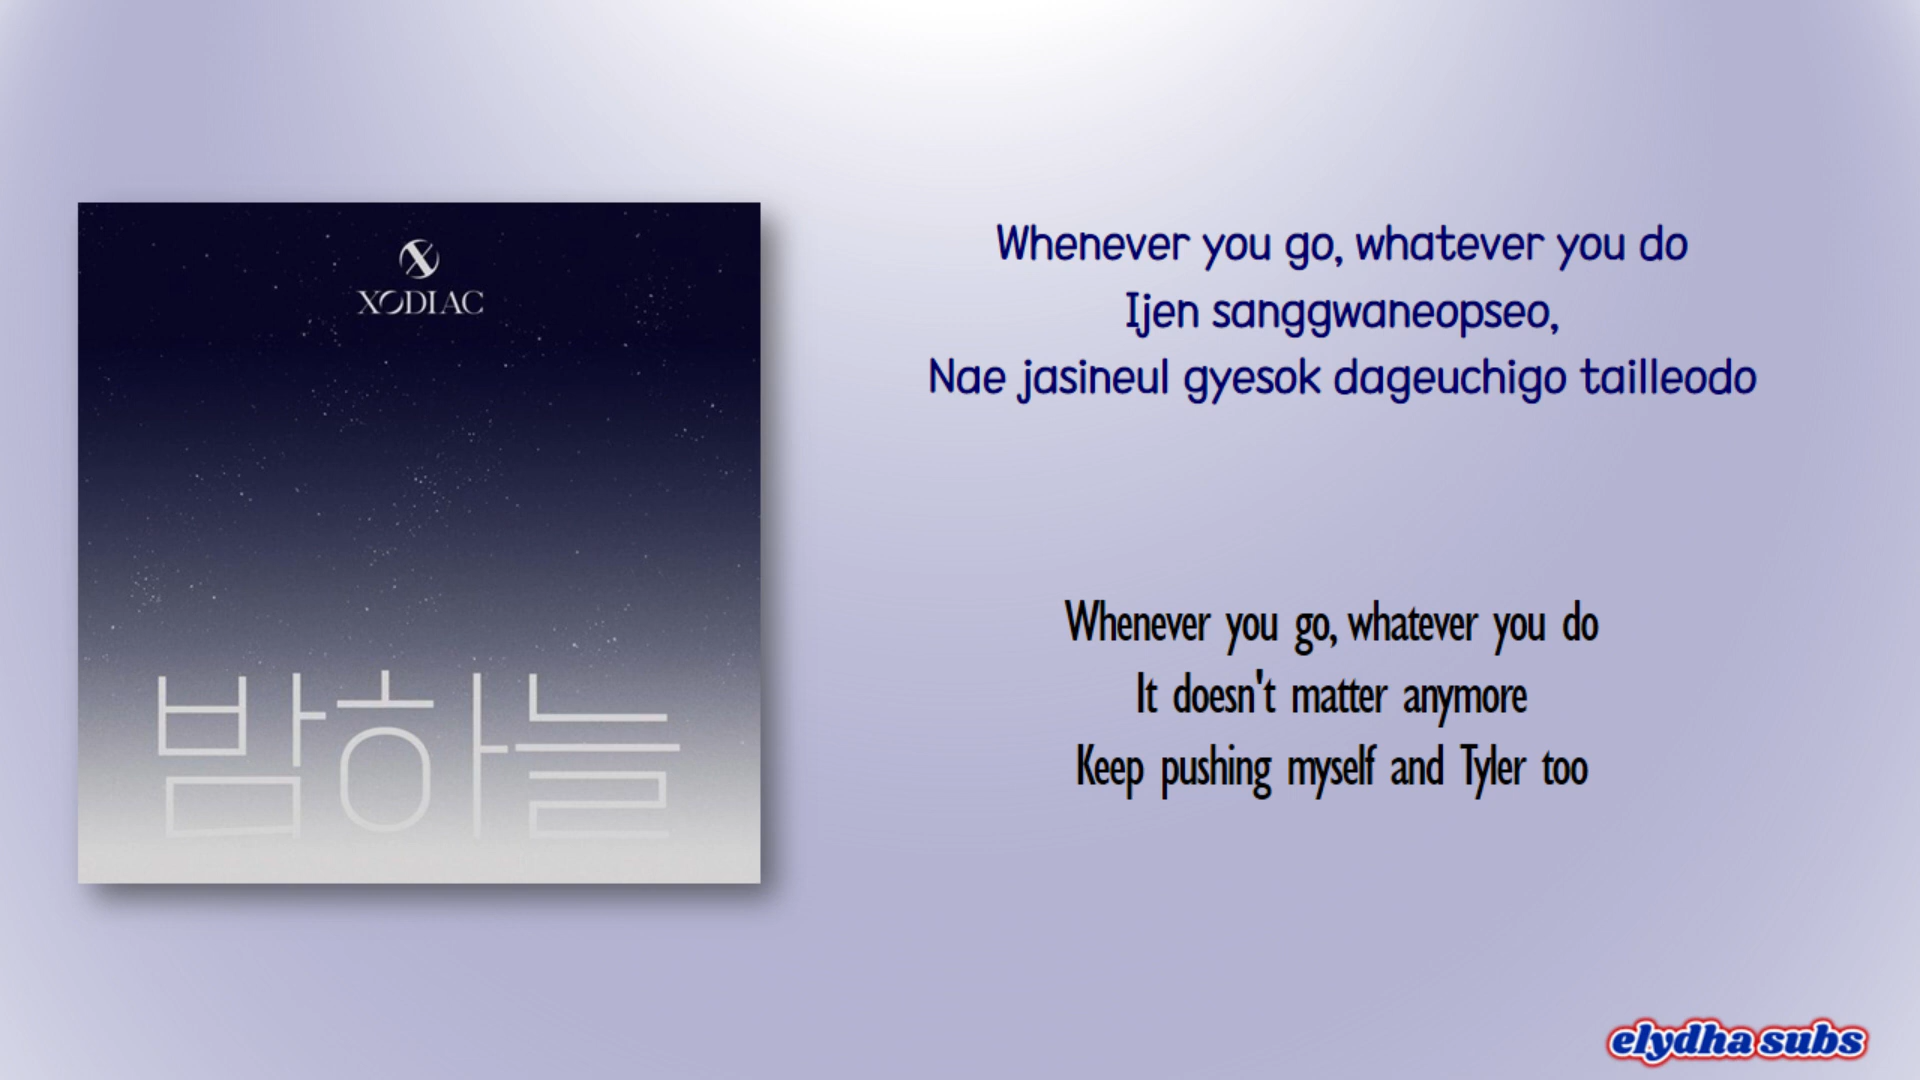 XODIAC
밤하늘
Whenever you go, whatever you do
Ijen sanggwaneopseo,
Nae jasineul gyesok dageuchigo tailleodo
Whenever you go, whatever you do
It doesn't matter anymore
Keep pushing myself and Tyler too
elydha subs